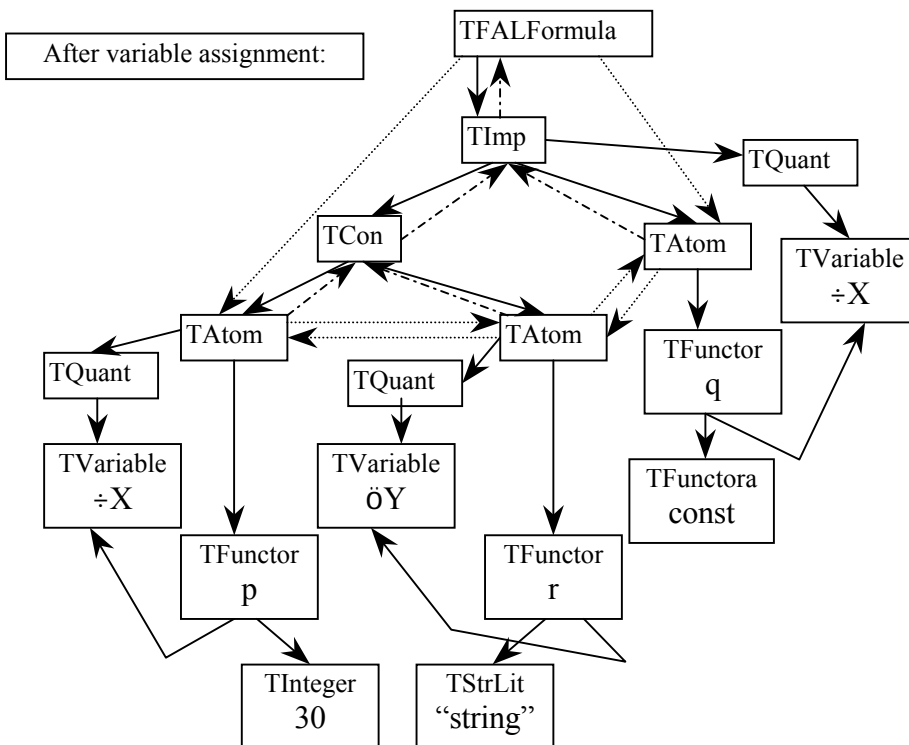 TFALFormula
After variable assignment:
TImp
TQuant
TCon
TAtom
TVariable
÷X
TAtom
TAtom
TQuant
TQuant
TFunctor
q
TVariable
÷X
TVariable
öY
TFunctora
const
TFunctor
p
TFunctor
r
TInteger
30
TStrLit
“string”